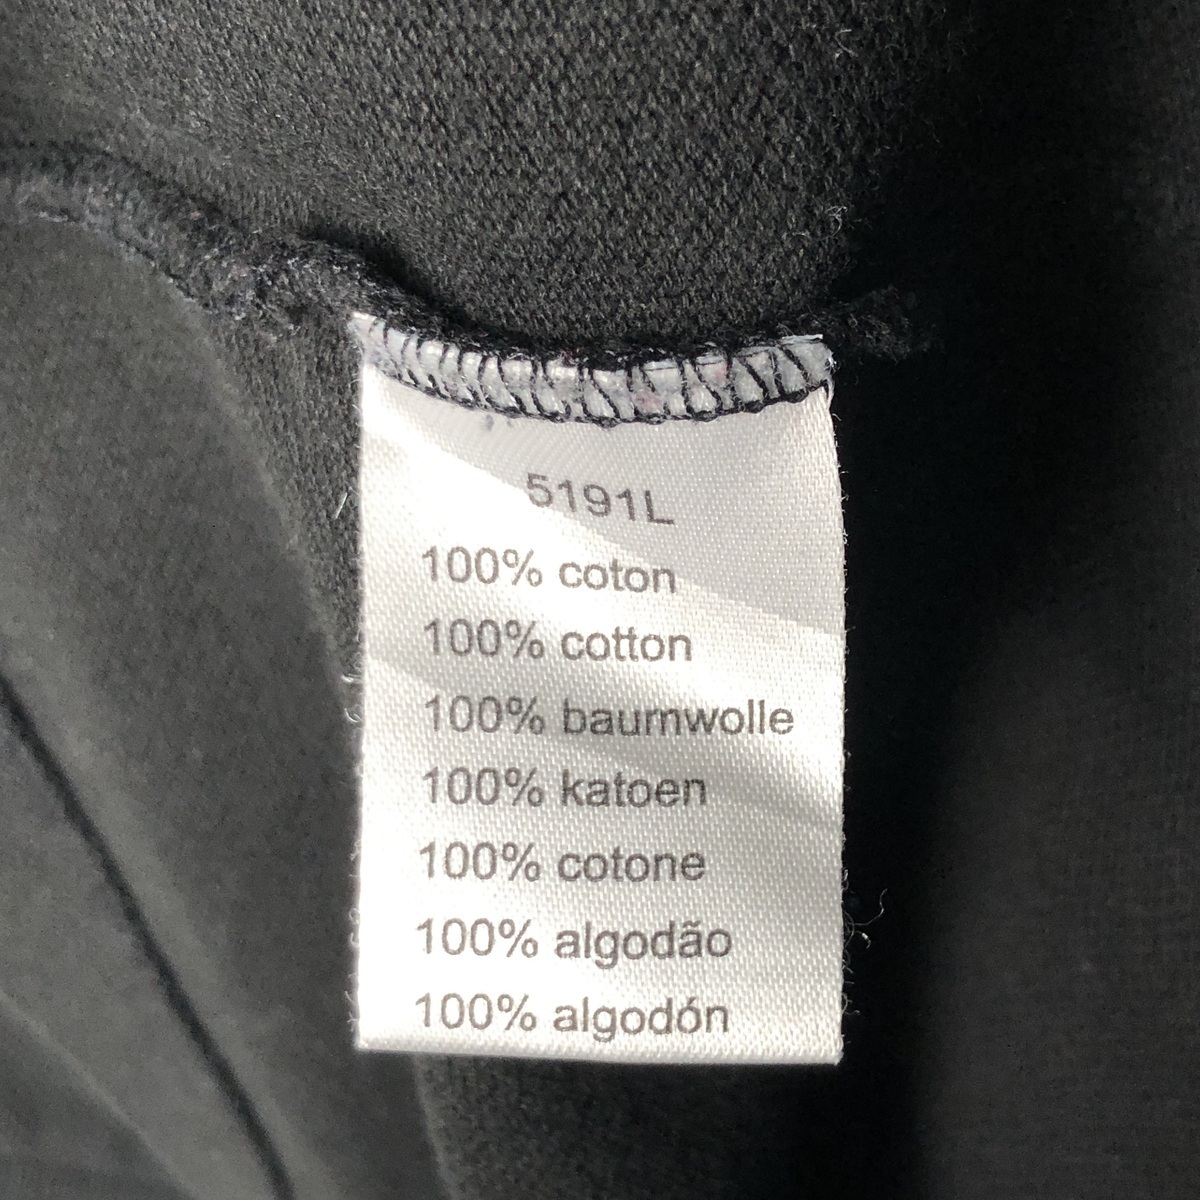 5191L
100% coton
100% cotton
100% baumwolle
100% katoen
100% cotone
100% algodão
100% algodón